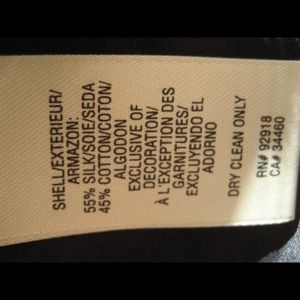 SHELL/EXTERIEUR/
ARMAZON:
55% SILK/SOIE/SEDA
45% COTTON/COTON/
ALGODON
EXCLUSIVE OF
DECORATION/
À L'EXCEPTION DES
GARNITURES/
EXCLUYENDO EL
ADORNO
DRY CLEAN ONLY
RN# 92918
CA# 34460